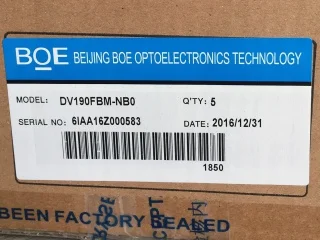 BOE BEIJING BOE OPTOELECTRONICS TECHNOLOGY
MODEL: DV190FBM-NB0 Q'TY: 5
SERIAL NO: 6IAA16Z000583 DATE: 2016/12/31
1850
BEEN FACTORY SEALED